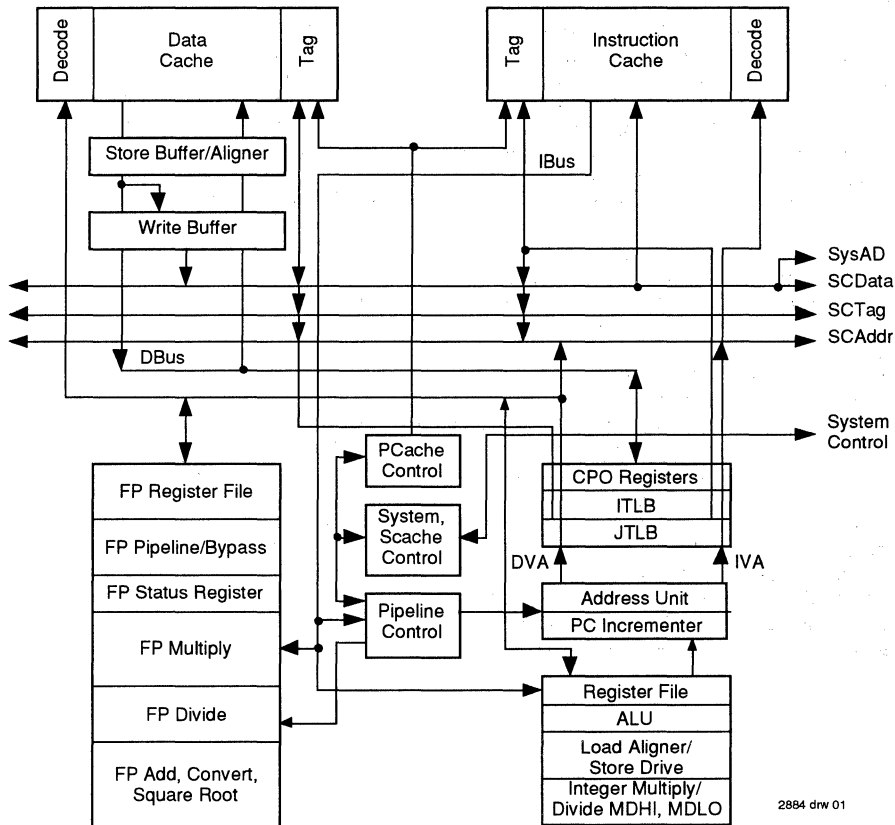 Decode
Data
Cache
Tag
Tag
Instruction
Cache
Decode
Store Buffer/Aligner
IBus
Write Buffer
SysAD
SCData
SCTag
SCAddr
DBus
System
Control
PCache
Control
CPO Registers
FP Register File
ITLB
System,
Scache
Control
FP Pipeline/Bypass
JTLB
DVA
IVA
FP Status Register
Address Unit
Pipeline
Control
PC Incrementer
FP Multiply
Register File
FP Divide
ALU
Load Aligner/
Store Drive
FP Add, Convert,
Square Root
Integer Multiply/
Divide MDHI, MDLO
2884 drw 01